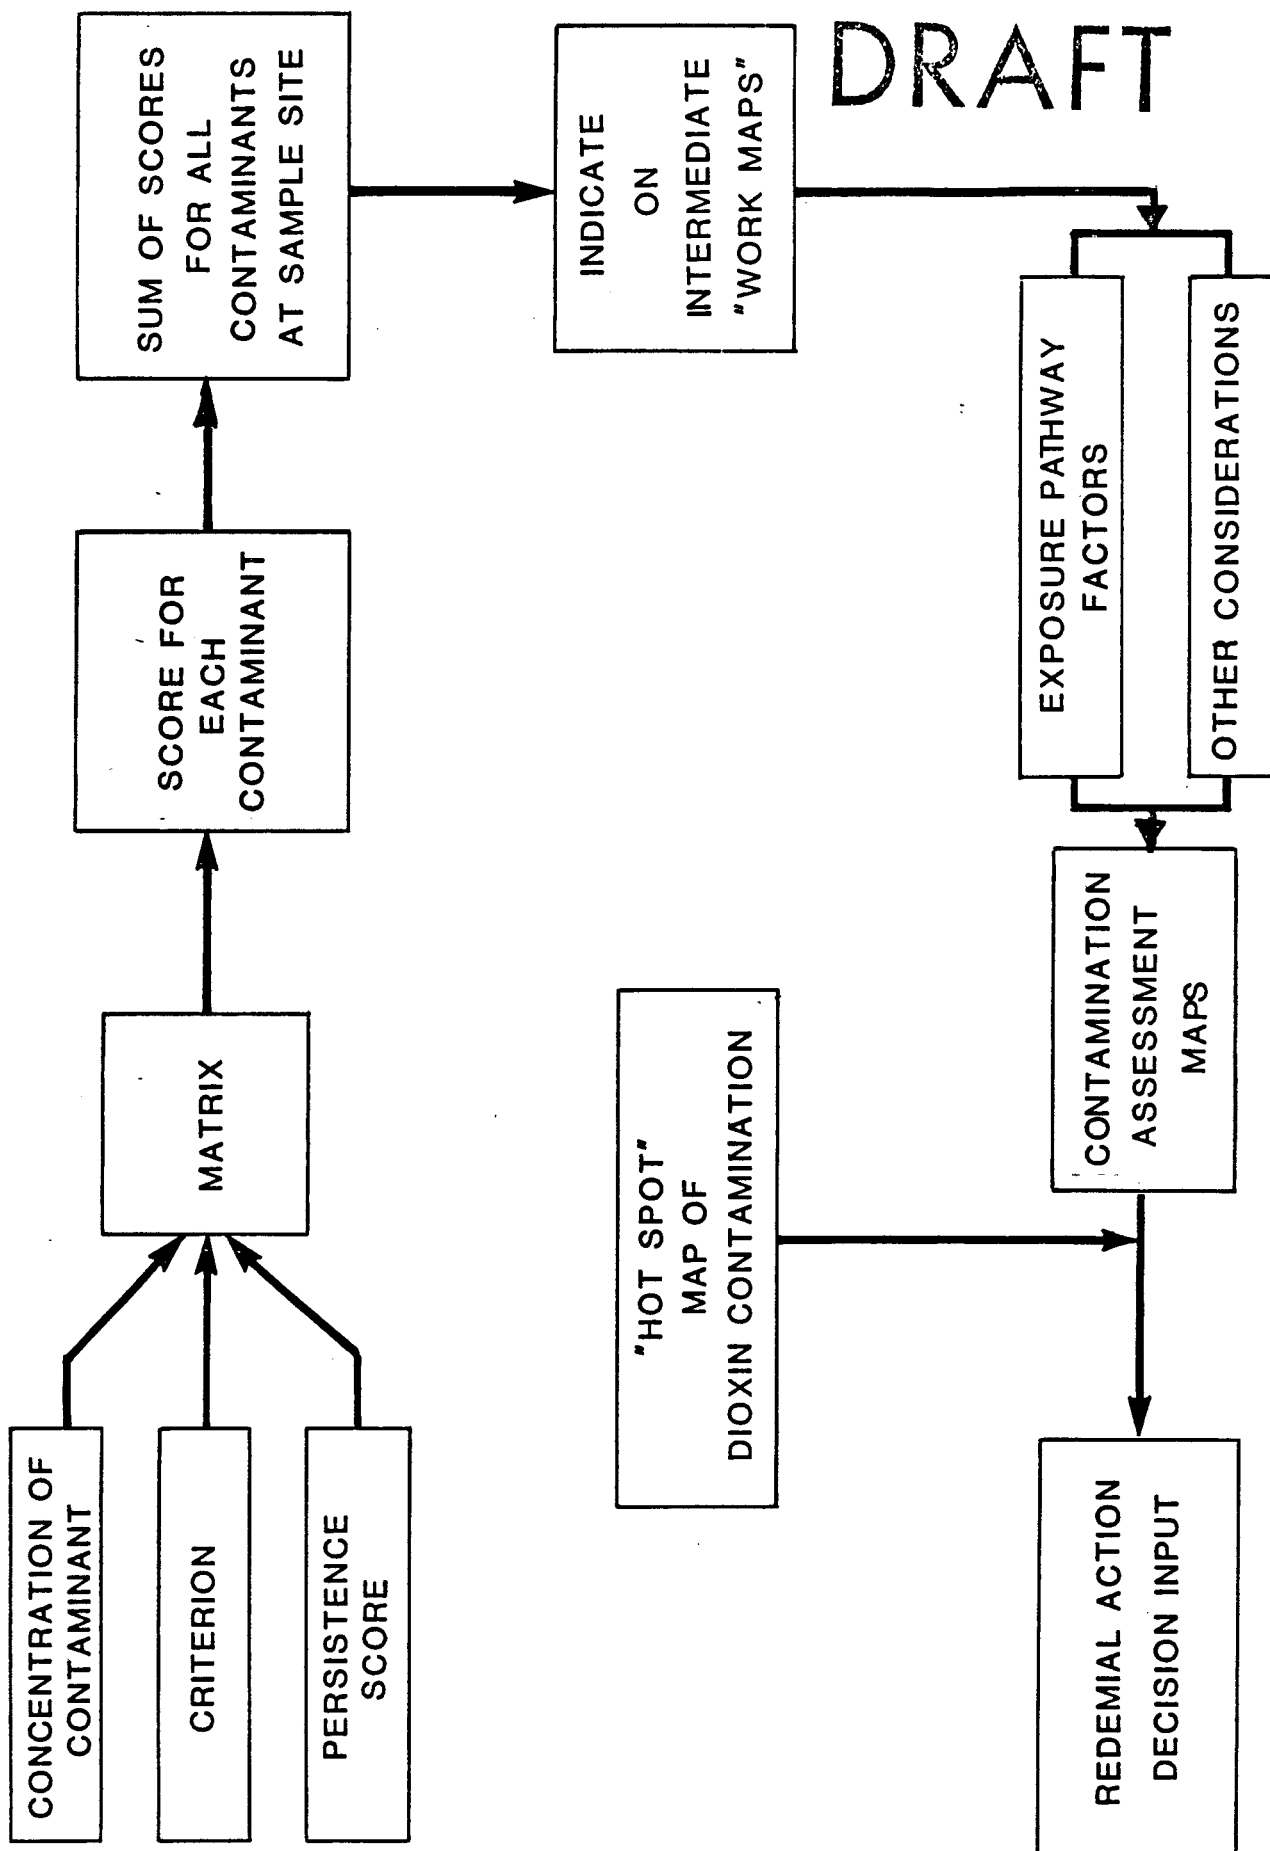 CONCENTRATION OF
CONTAMINANT
CRITERION
PERSISTENCE
SCORE
MATRIX
SCORE FOR
EACH
CONTAMINANT
SUM OF SCORES
FOR ALL
CONTAMINANTS
AT SAMPLE SITE
INDICATE
ON
INTERMEDIATE
"WORK MAPS"
DRAFT
EXPOSURE PATHWAY
FACTORS
OTHER CONSIDERATIONS
CONTAMINATION
ASSESSMENT
MAPS
"HOT SPOT"
MAP OF
DIOXIN CONTAMINATION
REDEMIAL ACTION
DECISION INPUT